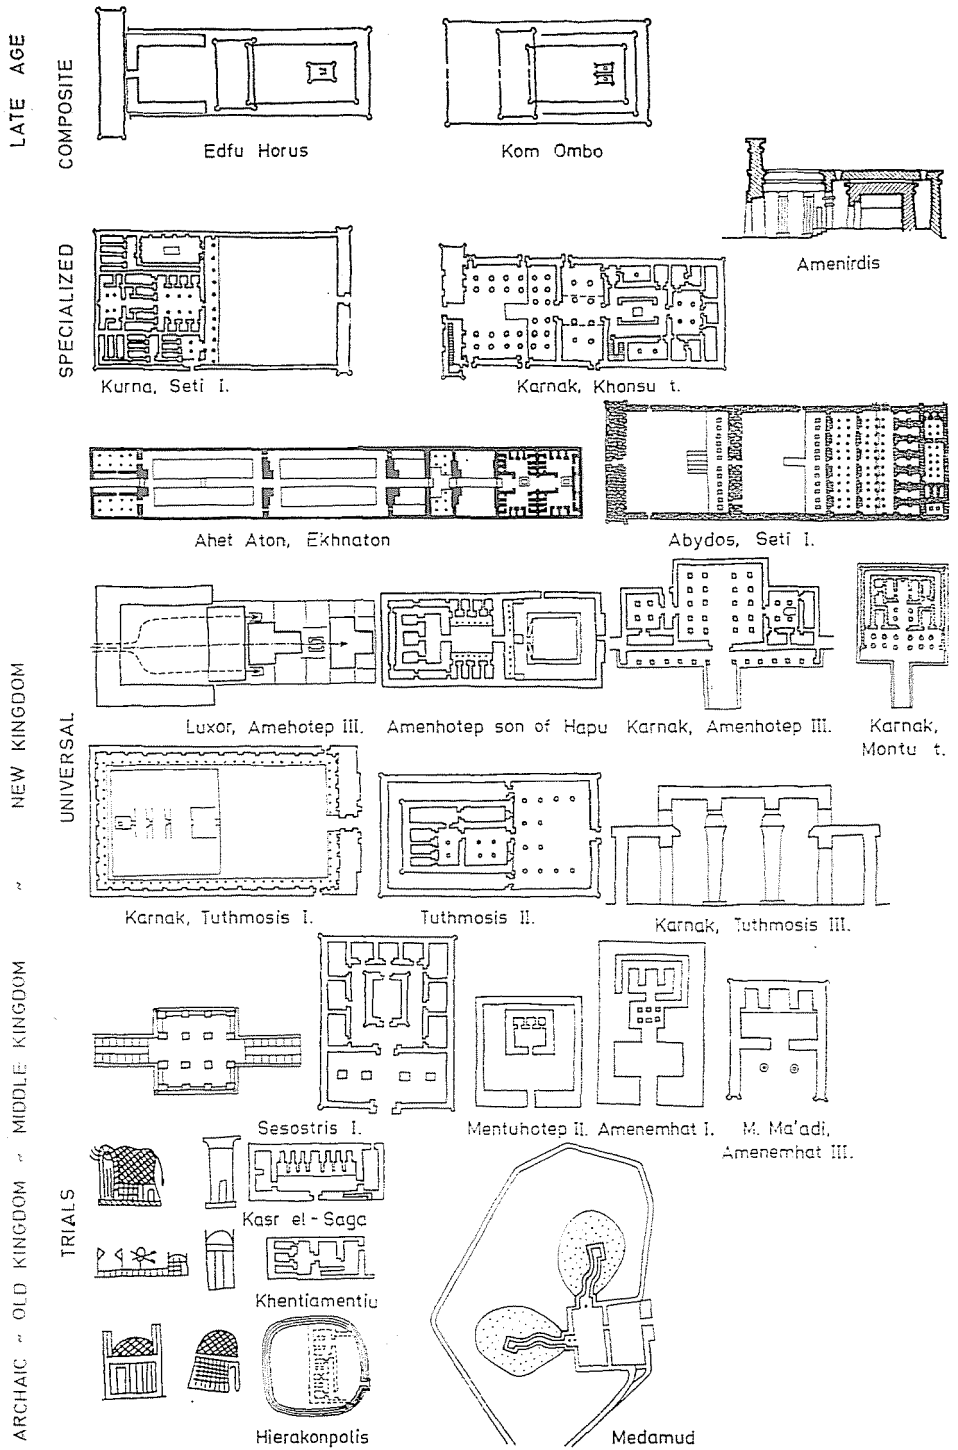 LATE AGE
COMPOSITE
Edfu Horus
Kom Ombo
Amenirdis
SPECIALIZED
Kurna, Seti I.
Karnak, Khonsu t.
Ahet Aton, Ekhnaton
Abydos, Seti I.
ARCHAIC ~ OLD KINGDOM ~ MIDDLE KINGDOM ~ NEW KINGDOM
UNIVERSAL
Luxor, Amehotep III.
Amenhotep son of Hapu
Karnak, Amenhotep III.
Karnak,
Montu t.
Karnak, Tuthmosis I.
Tuthmosis II.
Karnak, Tuthmosis III.
Sesostris I.
Mentuhotep II.
Amenemhat I.
M. Ma'adi,
Amenemhat III.
TRIALS
Kasr el-Saga
Khentiamentiu
Hierakonpolis
Medamud